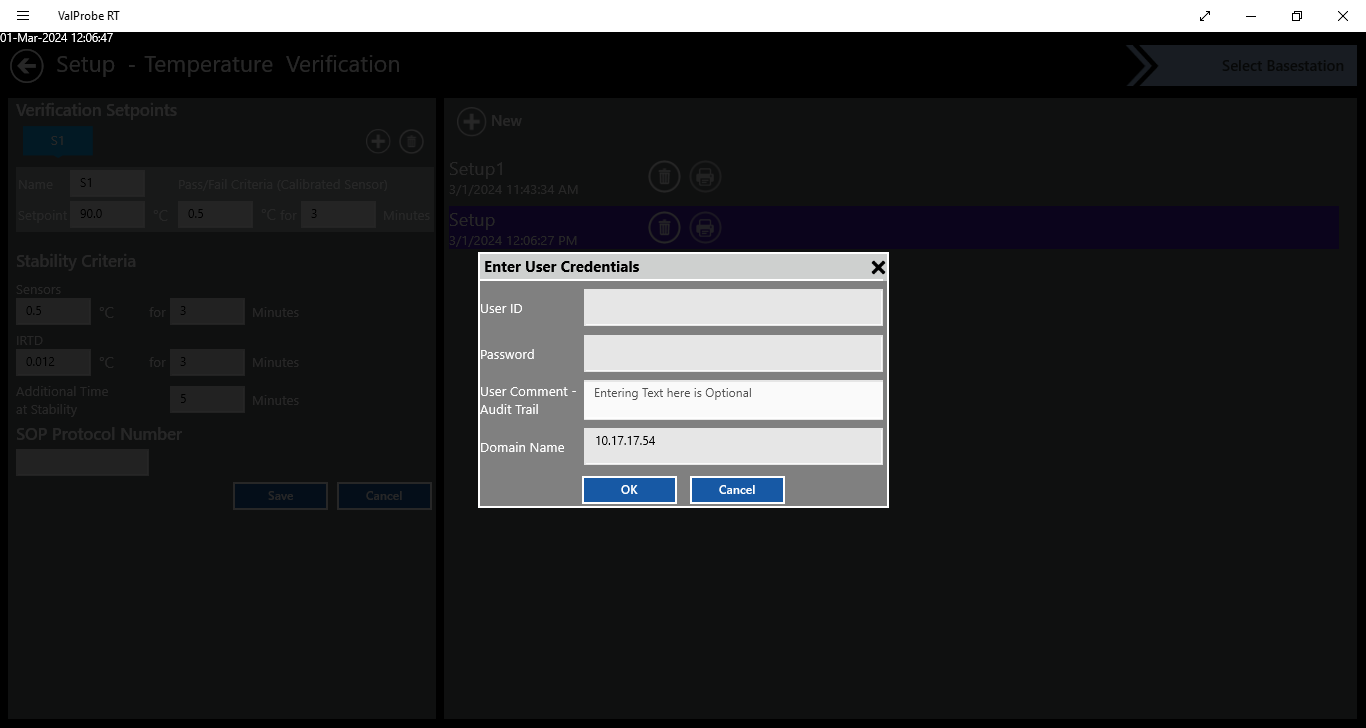 ValProbe RT
01-Mar-2024 12:06:47
Setup - Temperature Verification
Select Basestation
Verification Setpoints
S1
Name S1 Pass/Fail Criteria (Calibrated Sensor)
Setpoint 90.0 °C 0.5 °C for 3 Minutes
Stability Criteria
Sensors
0.5 °C for 3 Minutes
IRTD
0.012 °C for 3 Minutes
Additional Time
at Stability
5 Minutes
SOP Protocol Number
Save Cancel
New
Setup1
3/1/2024 11:43:34 AM
Setup
3/1/2024 12:06:27 PM
Enter User Credentials
User ID
Password
User Comment -
Audit Trail
Entering Text here is Optional
Domain Name 10.17.17.54
OK Cancel